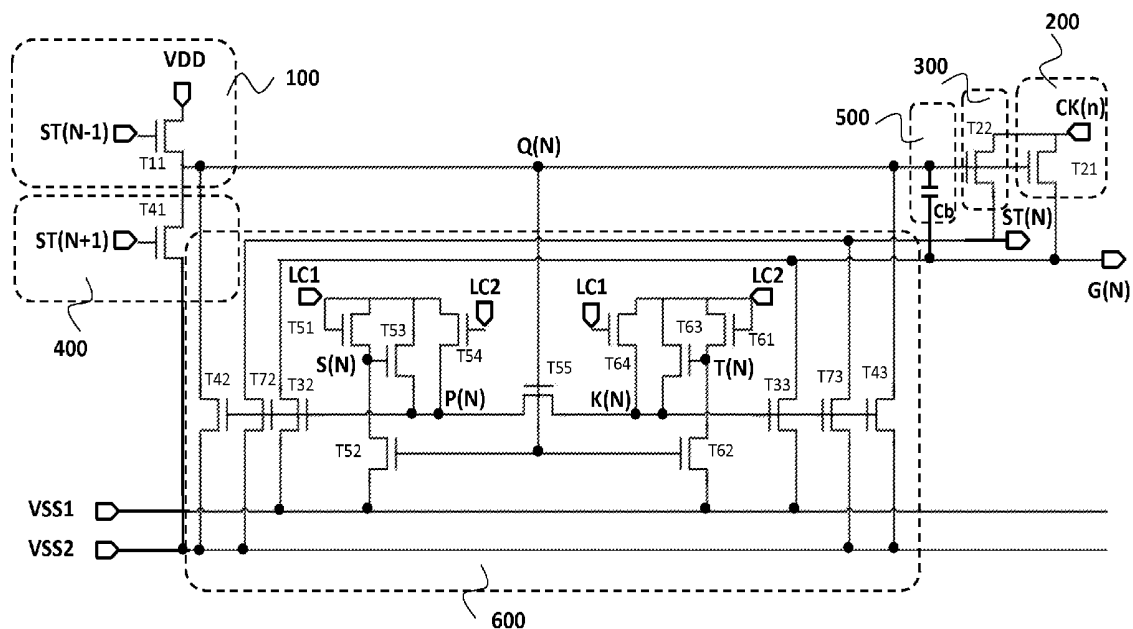 200
300
500
VDD
100
CK(n)
ST(N-1)
T22
Q(N)
T11
T21
T41
Cb
ST(N)
ST(N+1)
G(N)
LC1
LC2
LC1
LC2
400
T51
T53
T54
T64
T63
T61
S(N)
T55
T(N)
T42
T72
T32
P(N)
K(N)
T33
T73
T43
T52
T62
VSS1
VSS2
600